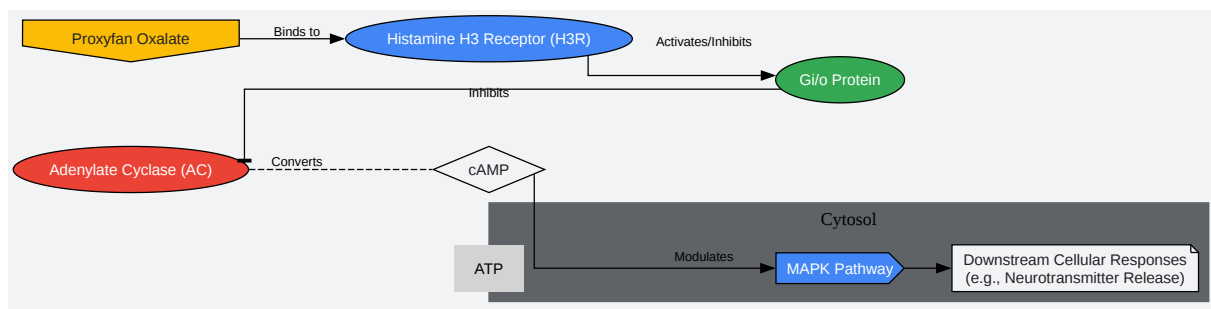 Proxyfan Oxalate
Binds to
Histamine H3 Receptor (H3R)
Activates/Inhibits
Gi/o Protein
Inhibits
Adenylate Cyclase (AC)
Converts
cAMP
Cytosol
ATP
Modulates
MAPK Pathway
Downstream Cellular Responses
(e.g., Neurotransmitter Release)